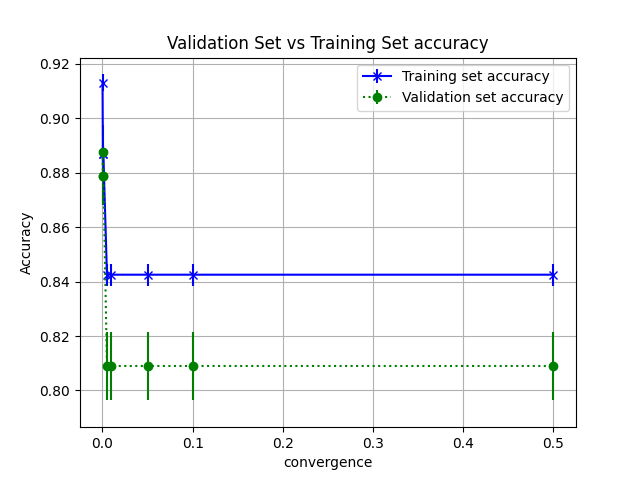 Validation Set vs Training Set accuracy
Training set accuracy
Validation set accuracy
0.92
0.90
0.88
0.86
0.84
0.82
0.80
Accuracy
0.0
0.1
0.2
0.3
0.4
0.5
convergence